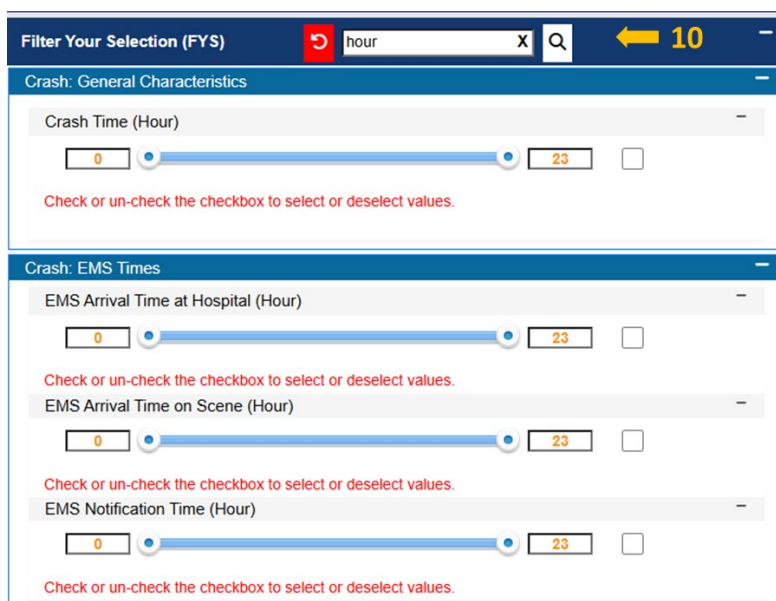 Filter Your Selection (FYS) hour X 10
Crash: General Characteristics
Crash Time (Hour)
0 23
Check or un-check the checkbox to select or deselect values.
Crash: EMS Times
EMS Arrival Time at Hospital (Hour)
0 23
Check or un-check the checkbox to select or deselect values.
EMS Arrival Time on Scene (Hour)
0 23
Check or un-check the checkbox to select or deselect values.
EMS Notification Time (Hour)
0 23
Check or un-check the checkbox to select or deselect values.